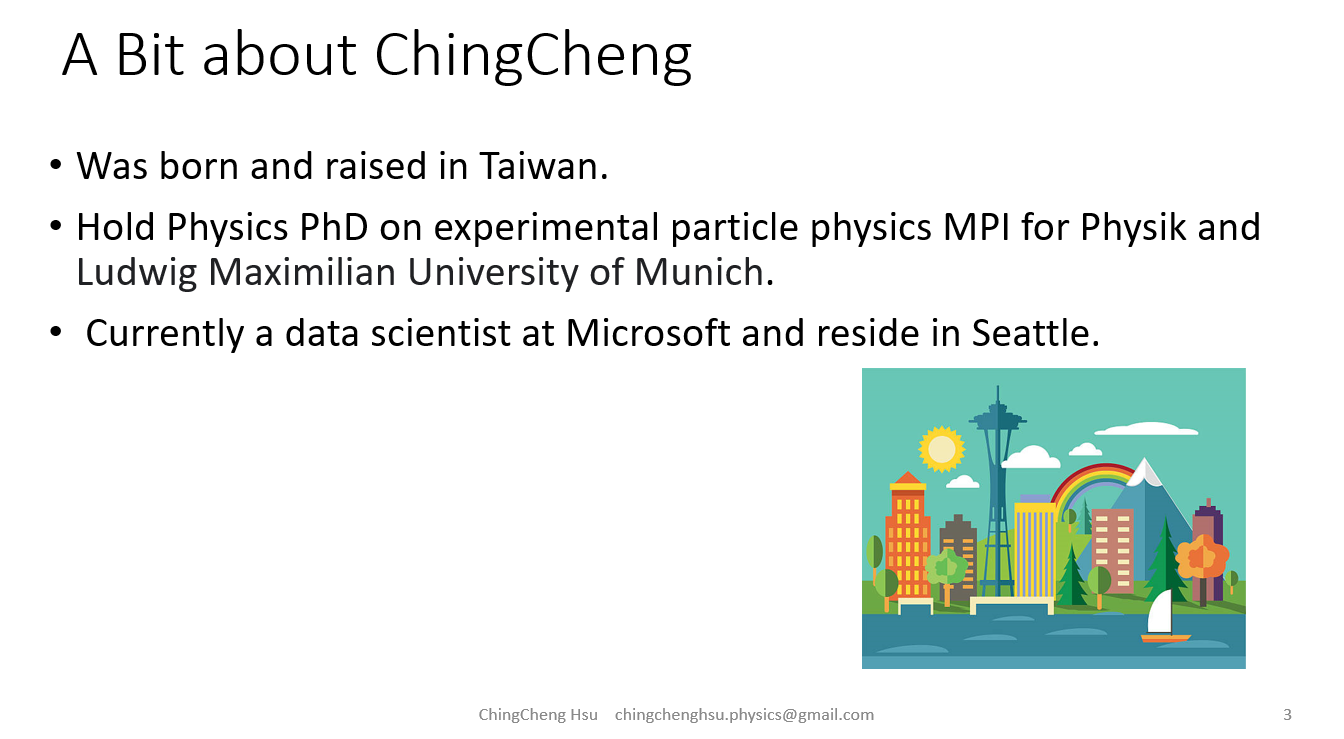 A Bit about ChingCheng
• Was born and raised in Taiwan.
• Hold Physics PhD on experimental particle physics MPI for Physik and
Ludwig Maximilian University of Munich.
• Currently a data scientist at Microsoft and reside in Seattle.
ChingCheng Hsu chingchenghsu.physics@gmail.com
3